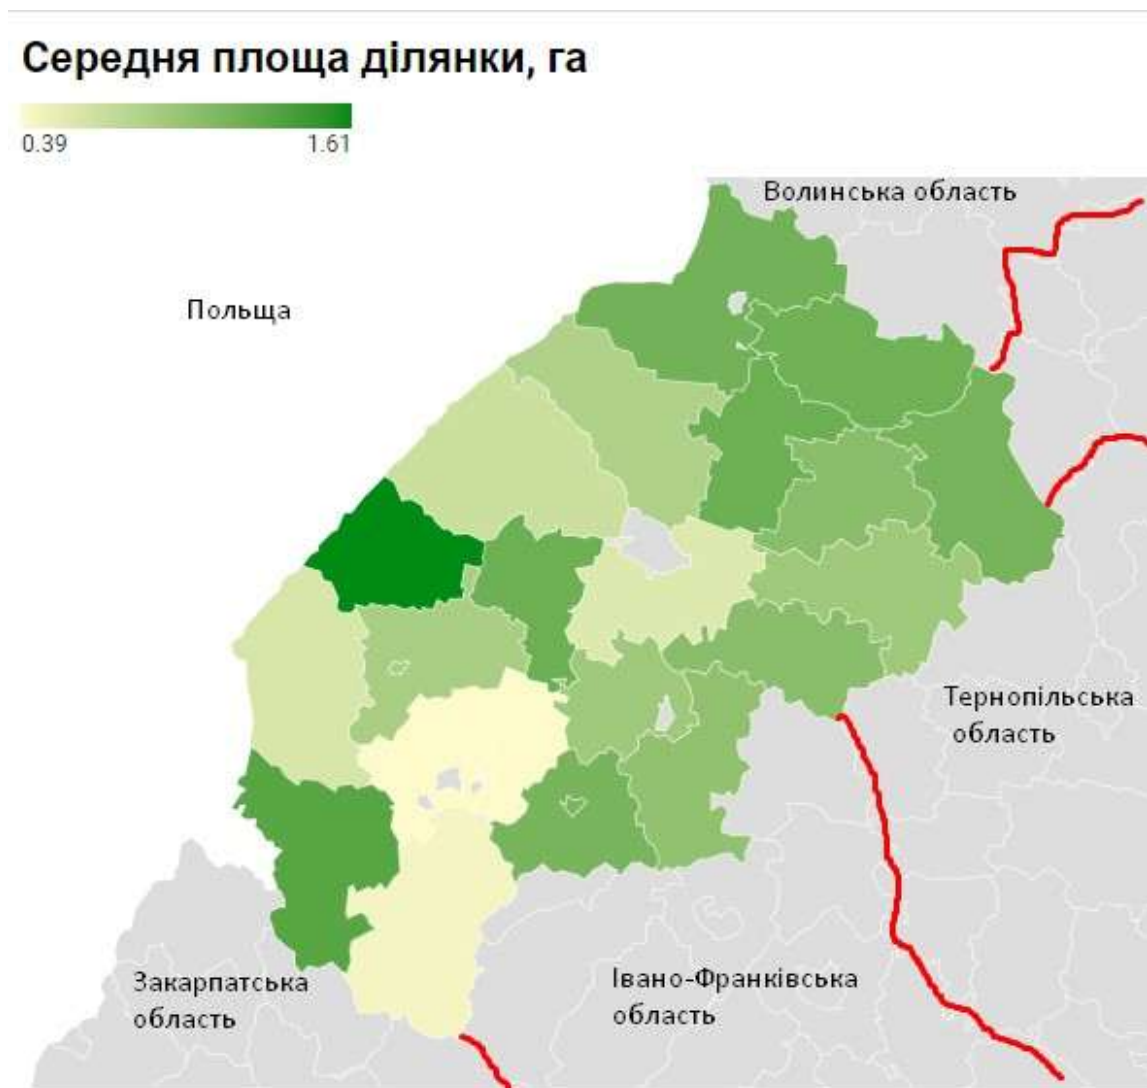 Середня площа ділянки, га
0.39 1.61
Волинська область
Польща
Тернопільська
область
Закарпатська
область
Івано-Франківська
область